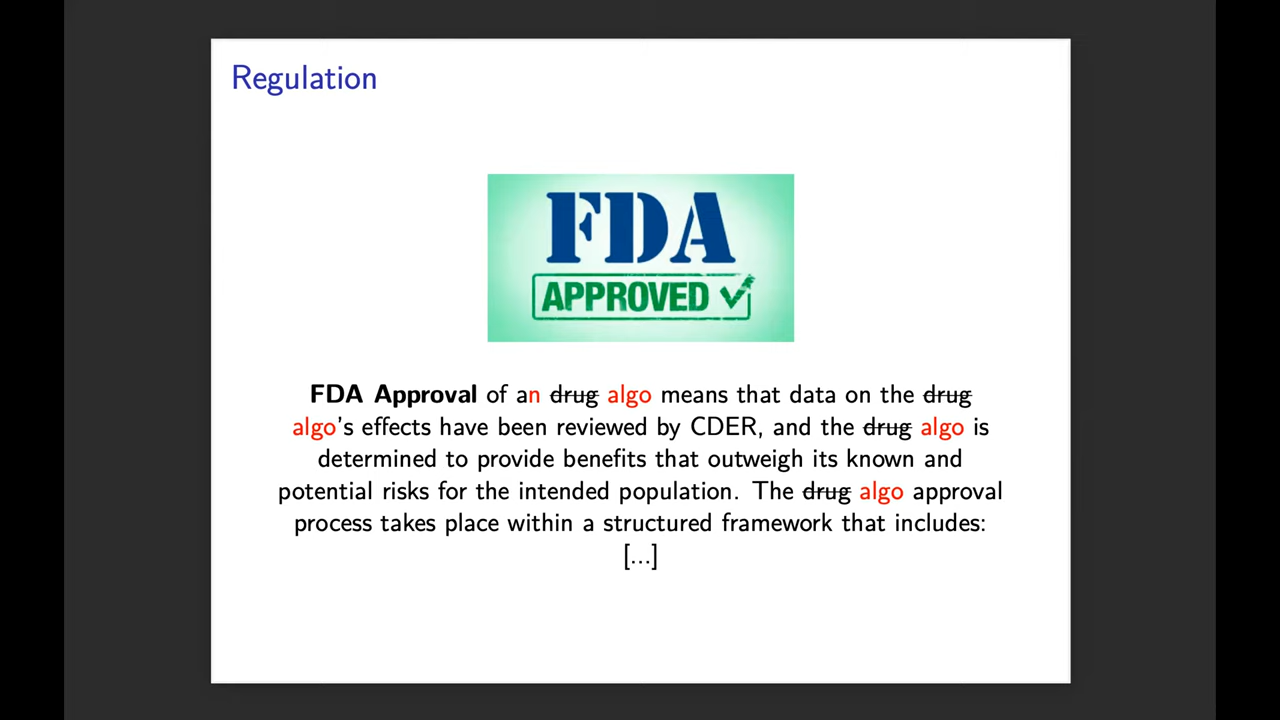 Regulation
FDA
APPROVED
FDA Approval of an drug algo means that data on the drug
algo's effects have been reviewed by CDER, and the drug algo is
determined to provide benefits that outweigh its known and
potential risks for the intended population. The drug algo approval
process takes place within a structured framework that includes:
[...]